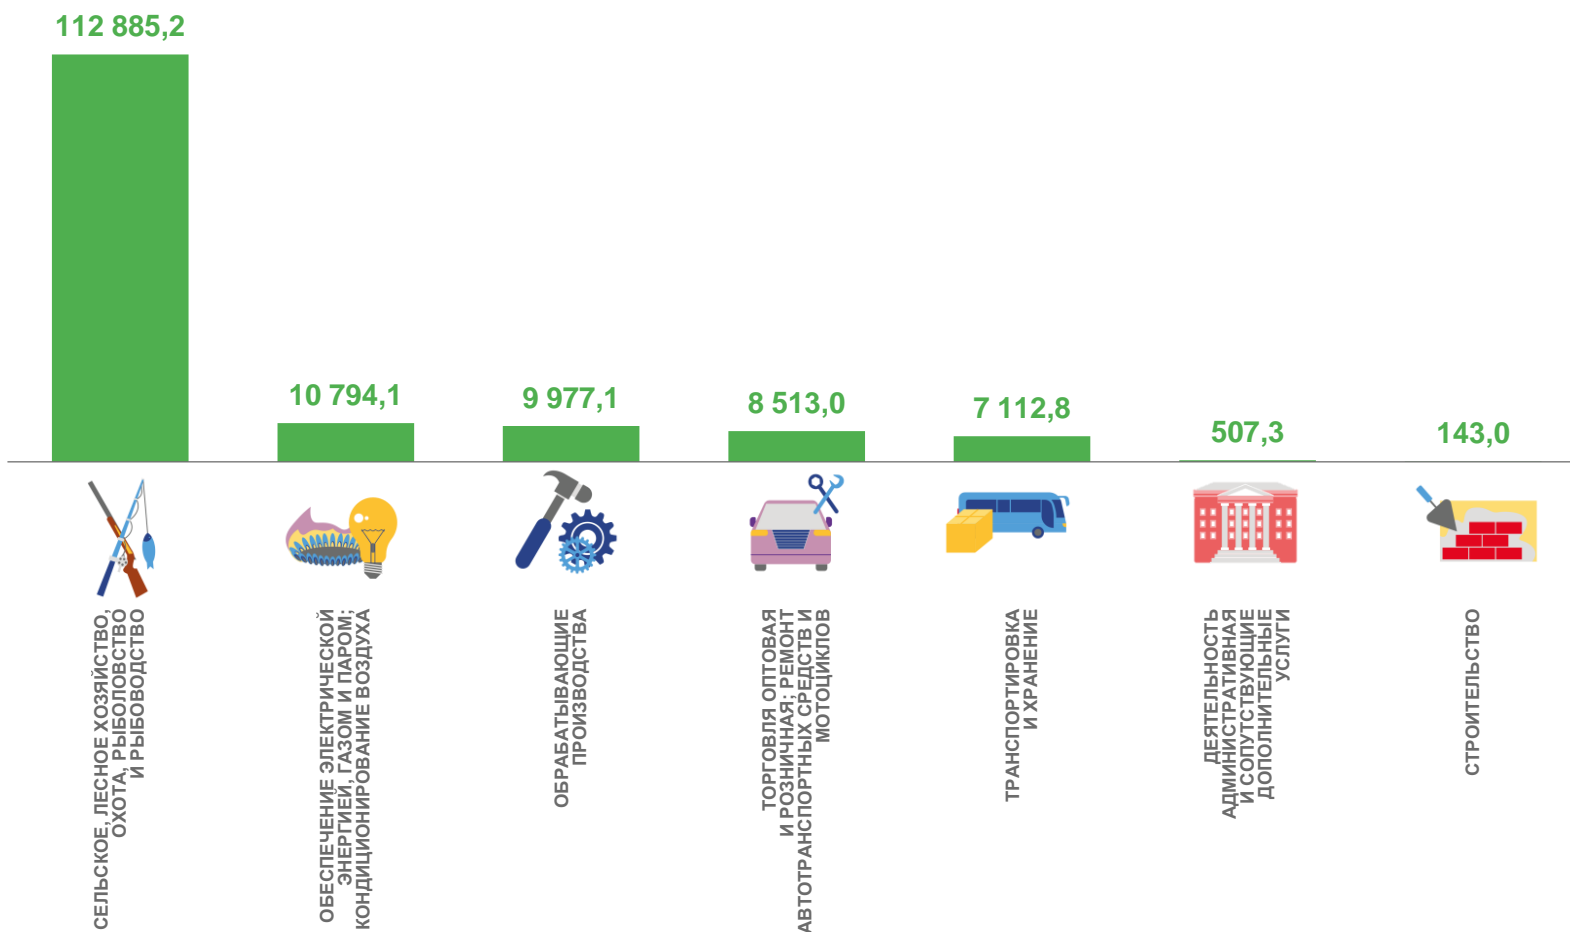 112 885,2
10 794,1
9 977,1
8 513,0
7 112,8
507,3
143,0
СЕЛЬСКОЕ, ЛЕСНОЕ ХОЗЯЙСТВО,
ОХОТА, РЫБОЛОВСТВО
И РЫБОВОДСТВО
ОБЕСПЕЧЕНИЕ ЭЛЕКТРИЧЕСКОЙ
ЭНЕРГИЕЙ, ГАЗОМ И ПАРОМ;
КОНДИЦИОНИРОВАНИЕ ВОЗДУХА
ОБРАБАТЫВАЮЩИЕ
ПРОИЗВОДСТВА
ТОРГОВЛЯ ОПТОВАЯ
И РОЗНИЧНАЯ; РЕМОНТ
АВТОТРАНСПОРТНЫХ СРЕДСТВ И
МОТОЦИКЛОВ
ТРАНСПОРТИРОВКА
И ХРАНЕНИЕ
ДЕЯТЕЛЬНОСТЬ
АДМИНИСТРАТИВНАЯ
И СОПУТСТВУЮЩИЕ
ДОПОЛНИТЕЛЬНЫЕ
УСЛУГИ
СТРОИТЕЛЬСТВО